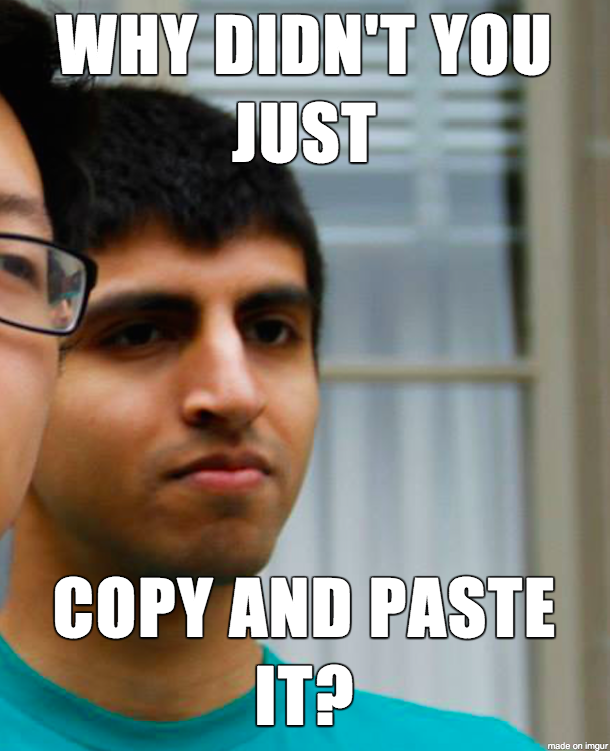 WHY DIDN'T YOU
JUST
COPY AND PASTE
IT?
made on imgur